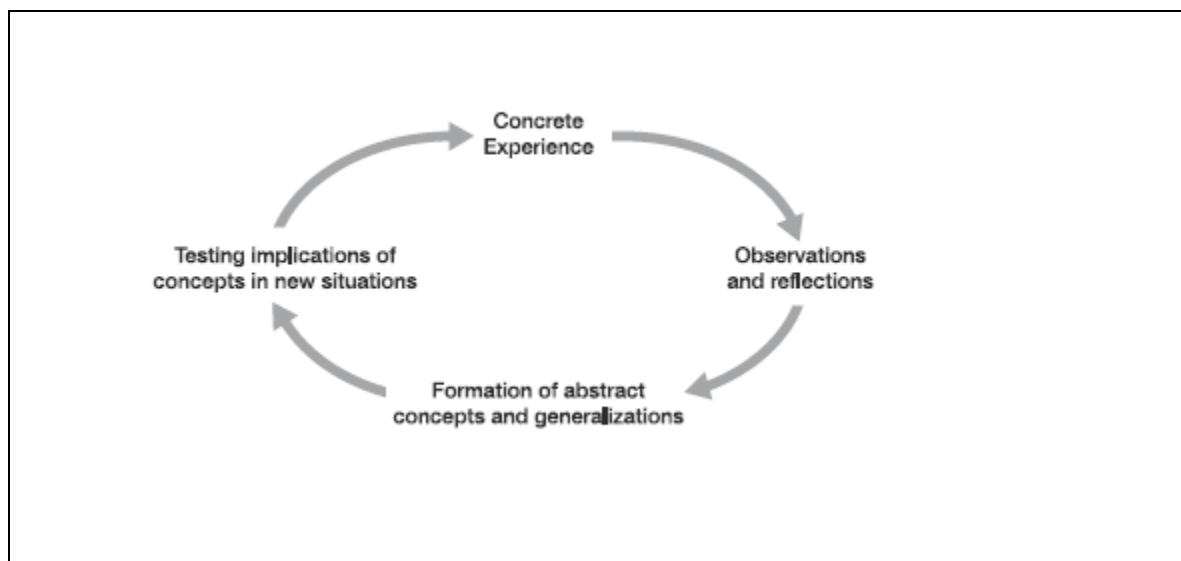 Concrete
Experience
Observations
and reflections
Formation of abstract
concepts and generalizations
Testing implications of
concepts in new situations